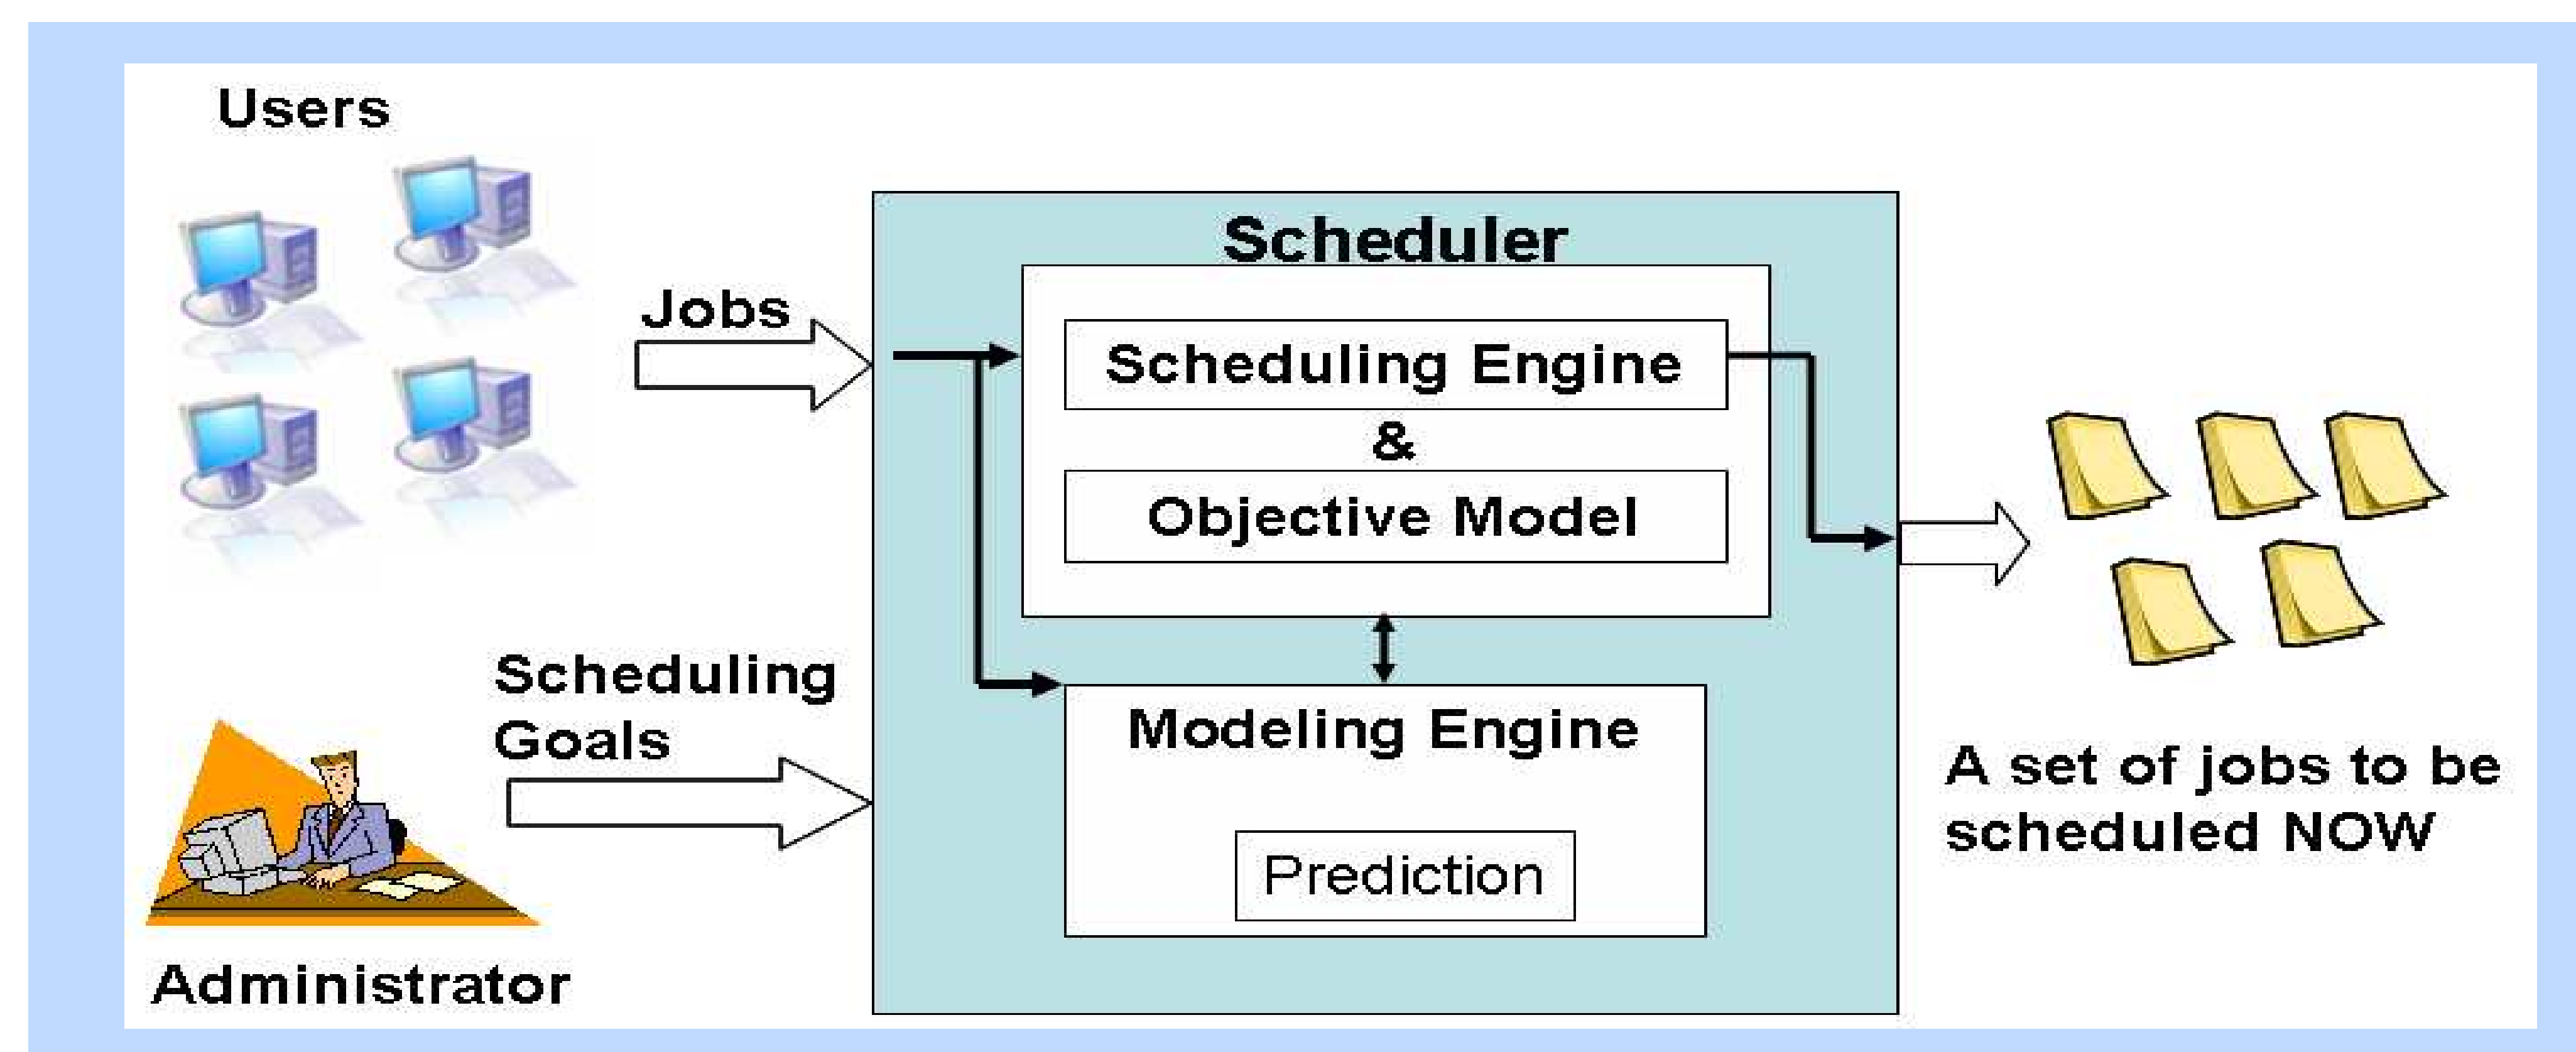 Users
Jobs
Scheduler
Scheduling Engine
&
Objective Model
Scheduling
Goals
Modeling Engine
Prediction
A set of jobs to be
scheduled NOW
Administrator